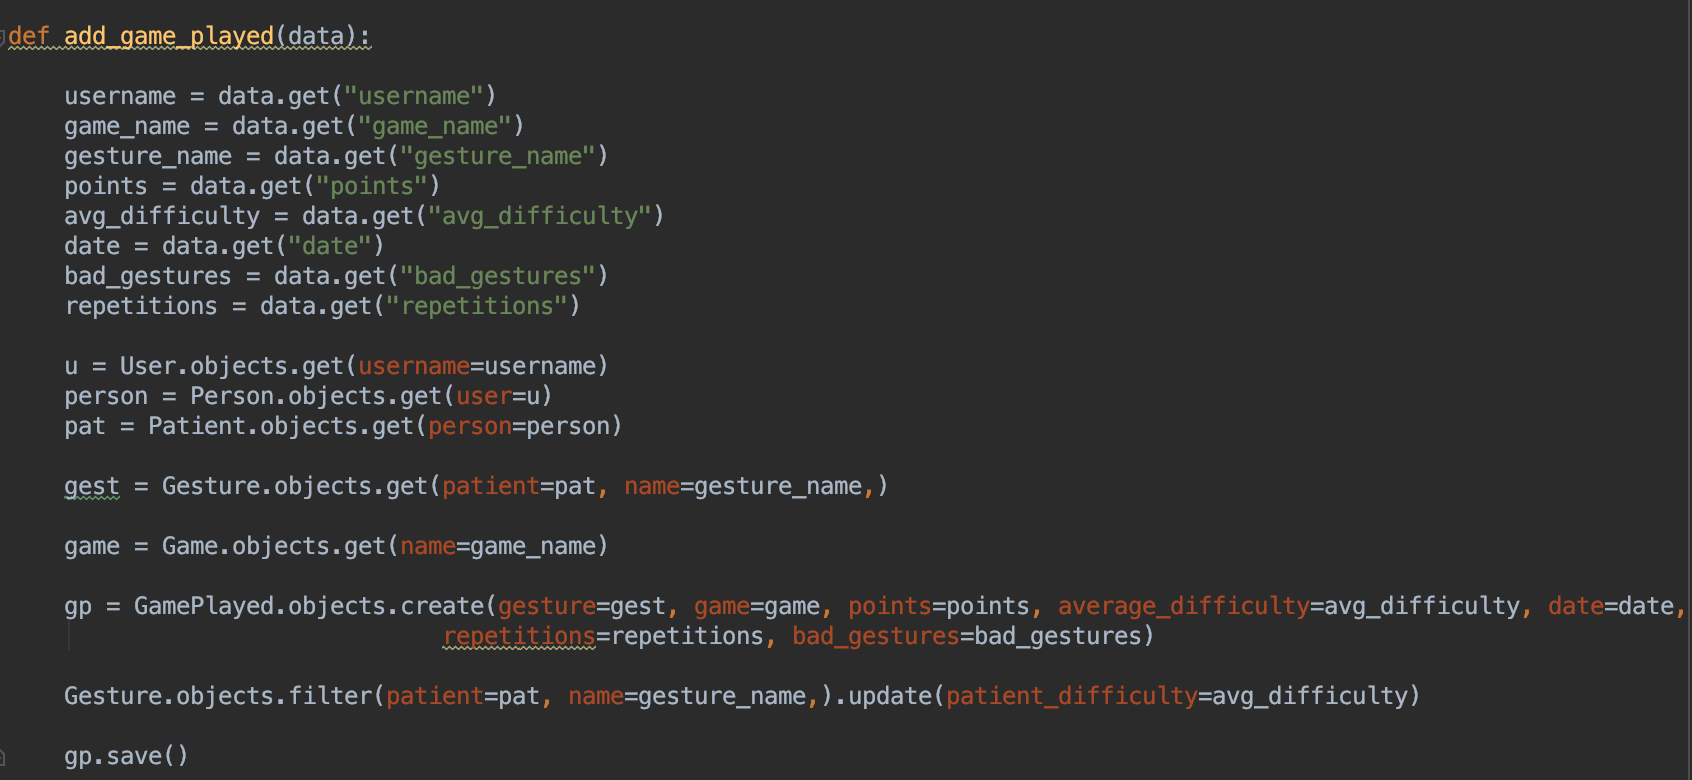 def add_game_played(data):
username = data.get("username")
game_name = data.get("game_name")
gesture_name = data.get("gesture_name")
points = data.get("points")
avg_difficulty = data.get("avg_difficulty")
date = data.get("date")
bad_gestures = data.get("bad_gestures")
repetitions = data.get("repetitions")
u = User.objects.get(username=username)
person = Person.objects.get(user=u)
pat = Patient.objects.get(person=person)
gest = Gesture.objects.get(patient=pat, name=gesture_name,)
game = Game.objects.get(name=game_name)
gp = GamePlayed.objects.create(gesture=gest, game=game, points=points, average_difficulty=avg_difficulty, date=date,
repetitions=repetitions, bad_gestures=bad_gestures)
Gesture.objects.filter(patient=pat, name=gesture_name,).update(patient_difficulty=avg_difficulty)
gp.save()